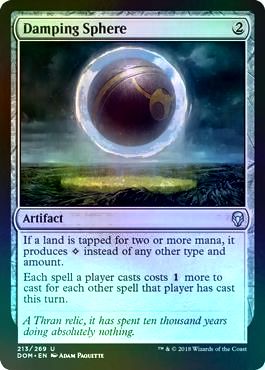 Damping Sphere 2
Artifact
If a land is tapped for two or more mana, it
produces ◇ instead of any other type and
amount.
Each spell a player casts costs 1 more to
cast for each other spell that player has cast
this turn.
A Thran relic, it has spent ten thousand years
doing absolutely nothing.
213/269 U
DOM • EN Adam Paquette ™ & © 2018 Wizards of the Coast